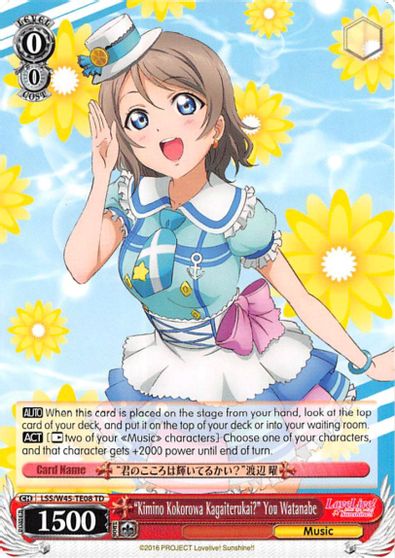 LEVEL
0
0
COST
AUTO When this card is placed on the stage from your hand, look at the top
card of your deck, and put it on the top of your deck or into your waiting
room.
ACT [two of your «Music» characters] Choose one of your characters,
and that character gets +2000 power until end of turn.
Card Name
"君のこころは輝いてるかい？"渡辺 曜
CH LSS/W45-TE08 TD
"Kimino Kokorowa Kagaiterukai?" You Watanabe
LoveLive!
Sunshine!!
1500
Music
©2016 PROJECT Lovelive! Sunshine!!